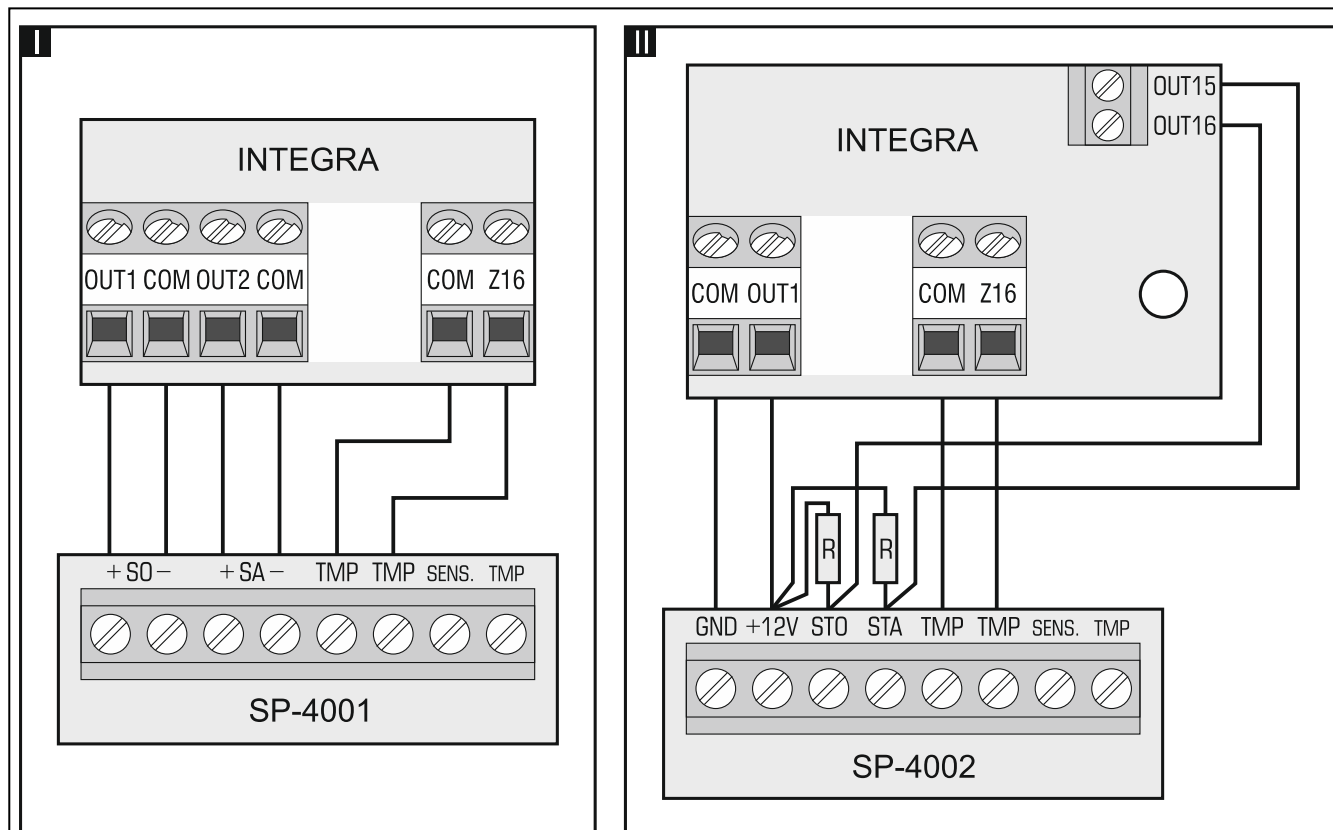 I
INTEGRA
OUT1 COM OUT2 COM
COM Z16
+ SO − + SA − TMP TMP SENS. TMP
SP-4001
II
OUT15
OUT16
INTEGRA
COM OUT1
COM Z16
R
R
GND +12V STO STA TMP TMP SENS. TMP
SP-4002